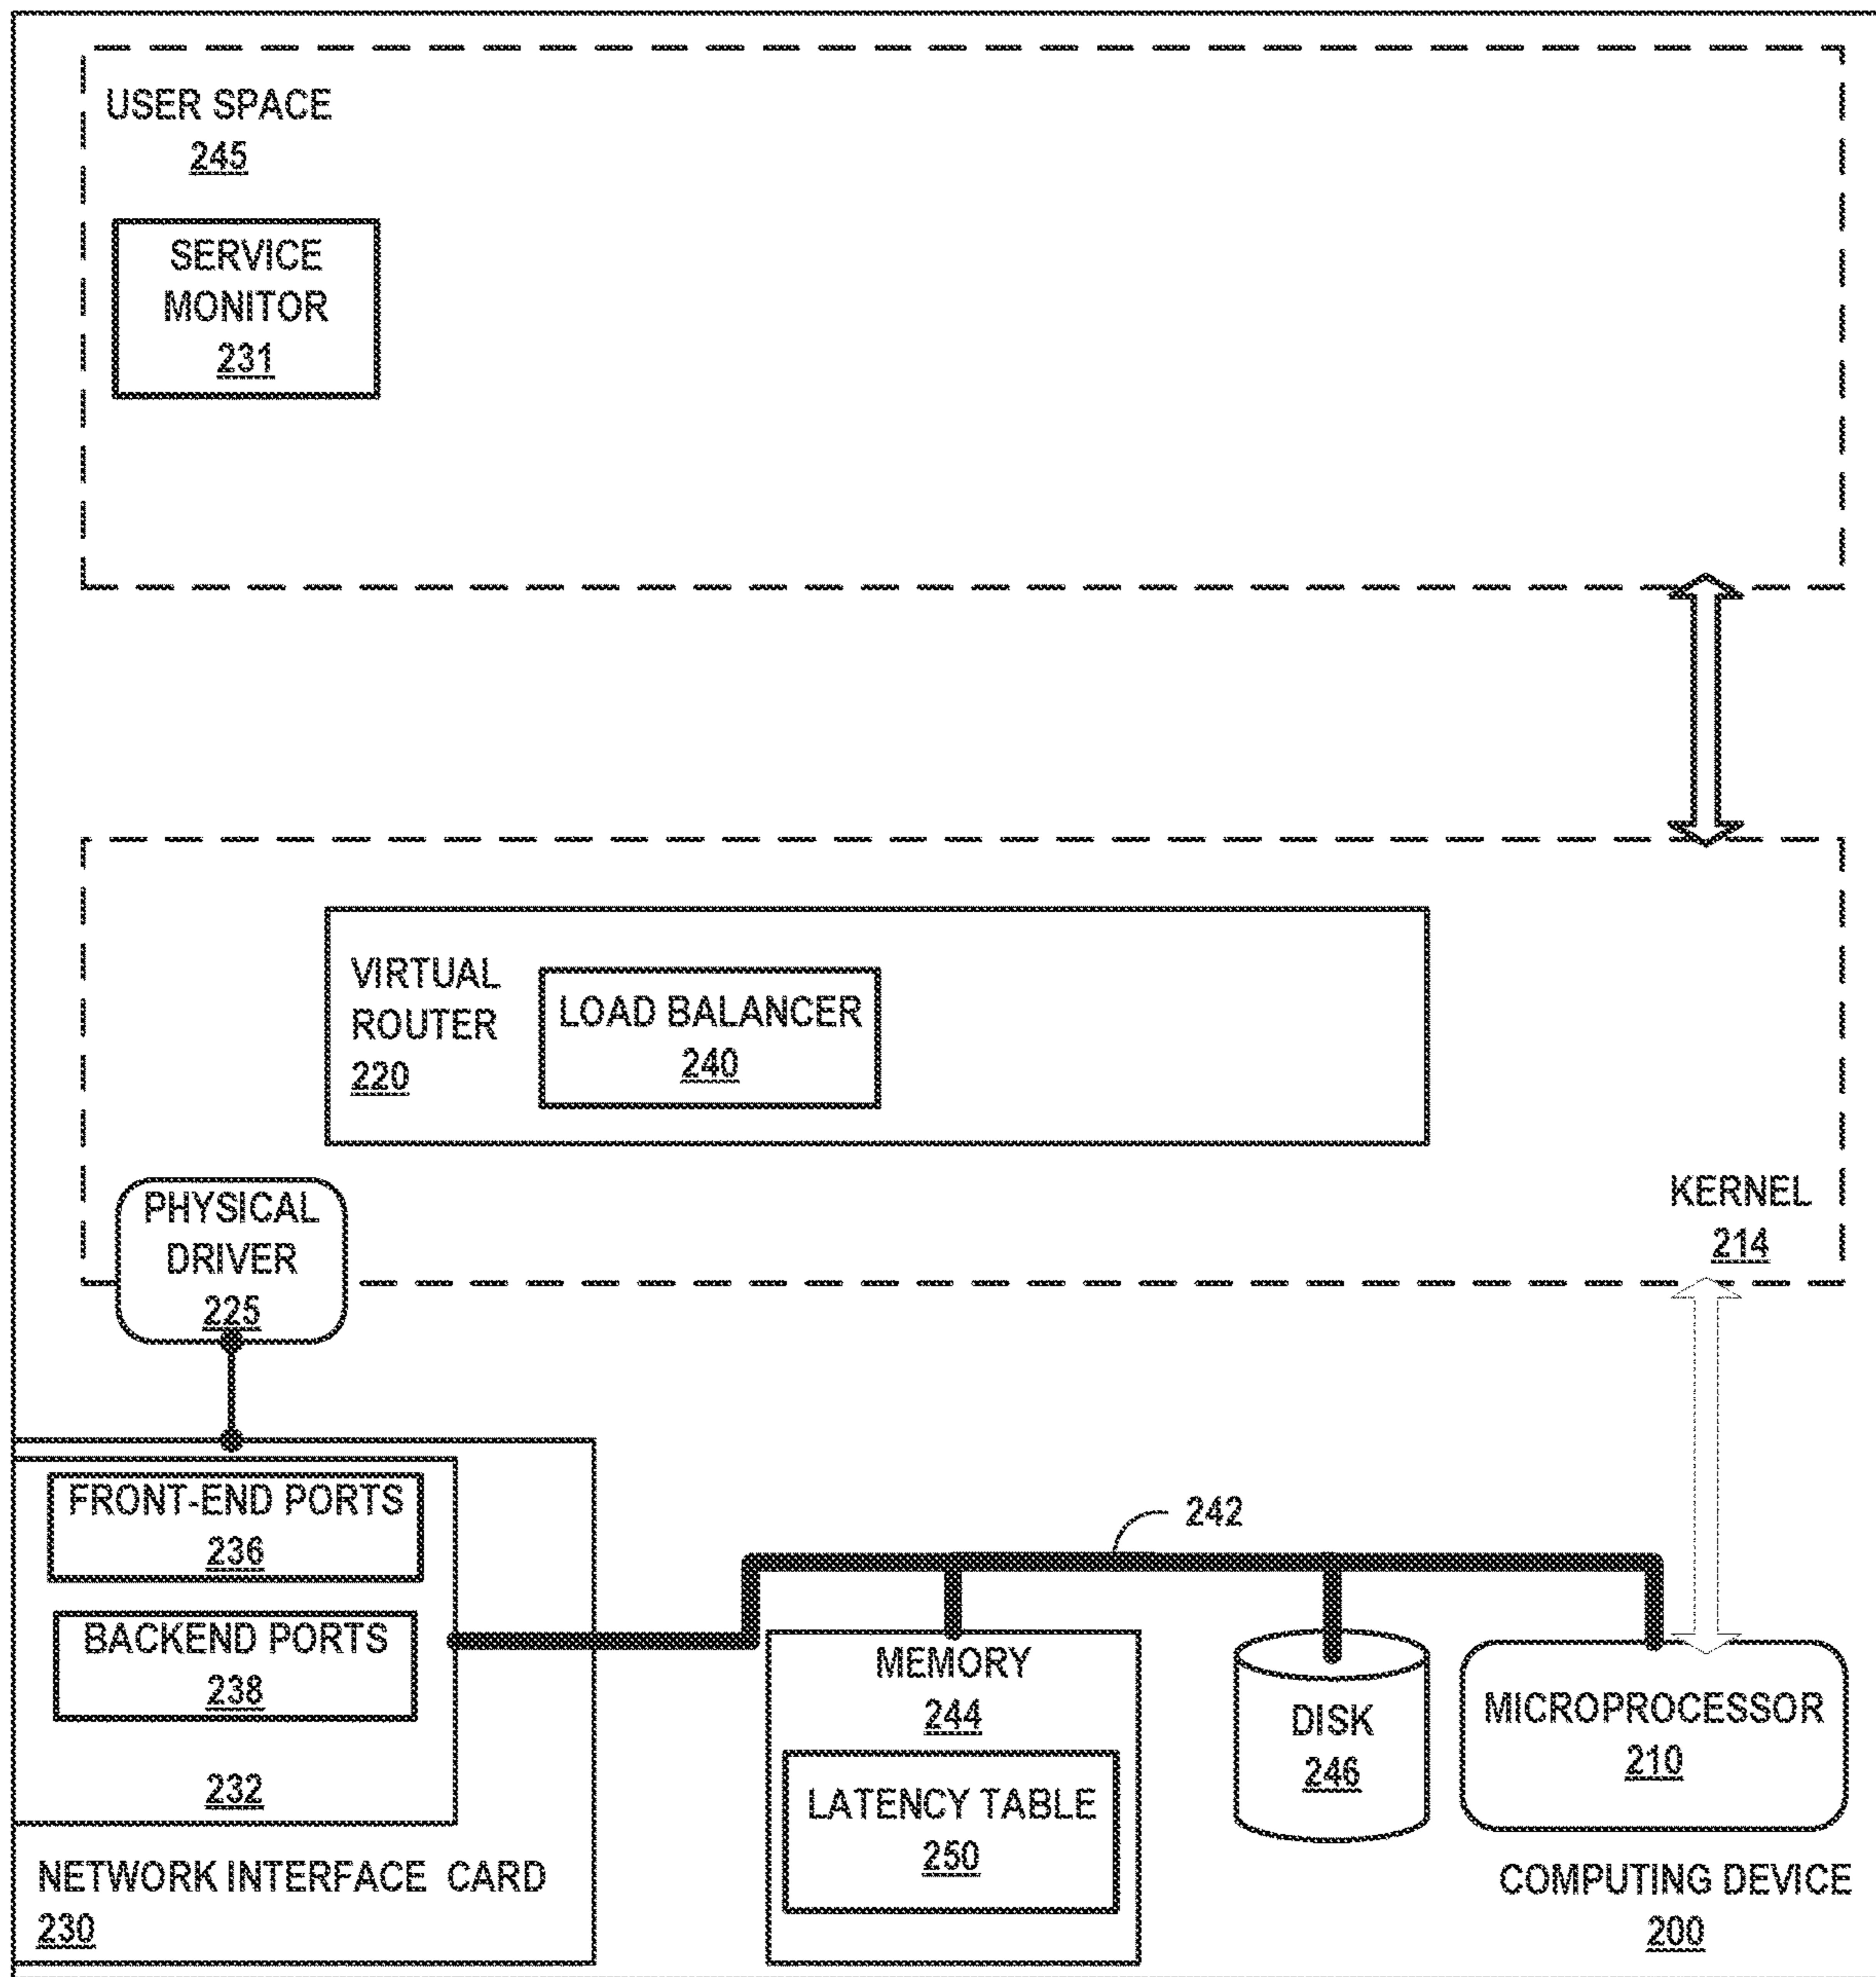 USER SPACE
245
SERVICE
MONITOR
231
VIRTUAL
ROUTER
220
LOAD BALANCER
240
KERNEL
214
PHYSICAL
DRIVER
225
FRONT-END PORTS
236
BACKEND PORTS
238
232
NETWORK INTERFACE CARD
230
242
MEMORY
244
LATENCY TABLE
250
DISK
246
MICROPROCESSOR
210
COMPUTING DEVICE
200